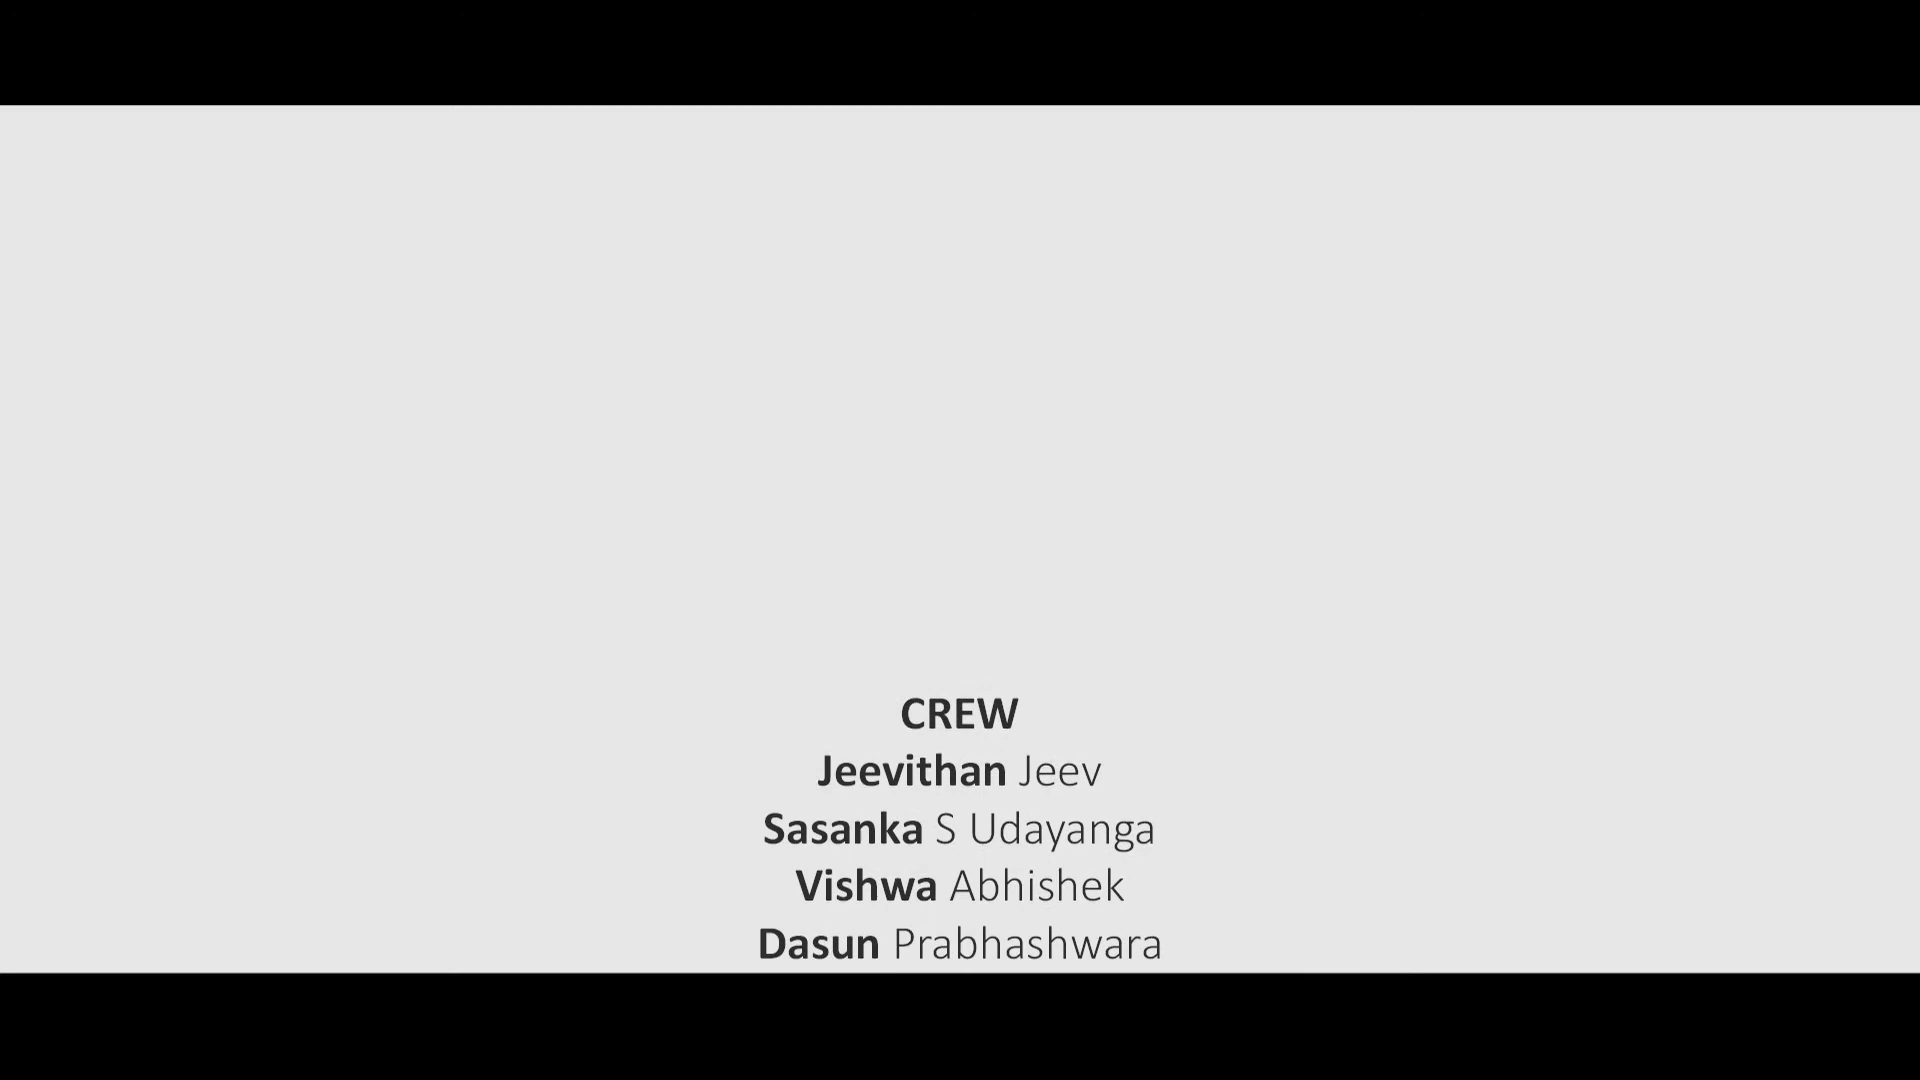 CREW
Jeevithan Jeev
Sasanka S Udayanga
Vishwa Abhishek
Dasun Prabhashwara